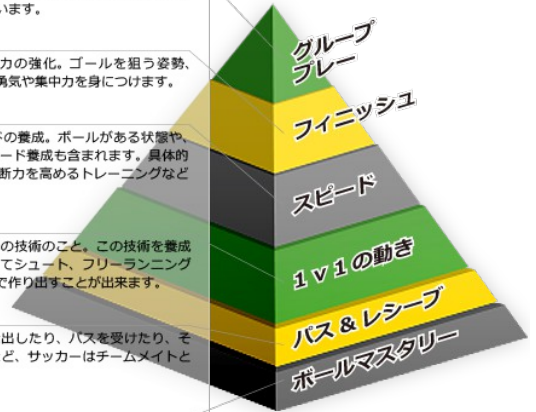 います。
グループ
プレー
力の強化。ゴールを狙う姿勢、
勇気や集中力を身につけます。
フィニッシュ
ドの養成。ボールがある状態や、
ード養成も含まれます。具体的
断力を高めるトレーニングなど
スピード
の技術のこと。この技術を養成
てシュート、フリーランニング
で作り出すことが出来ます。
1v1の動き
出したり、パスを受けたり、そ
ど、サッカーはチームメイトと
パス&レシーブ
ボールマスタリー